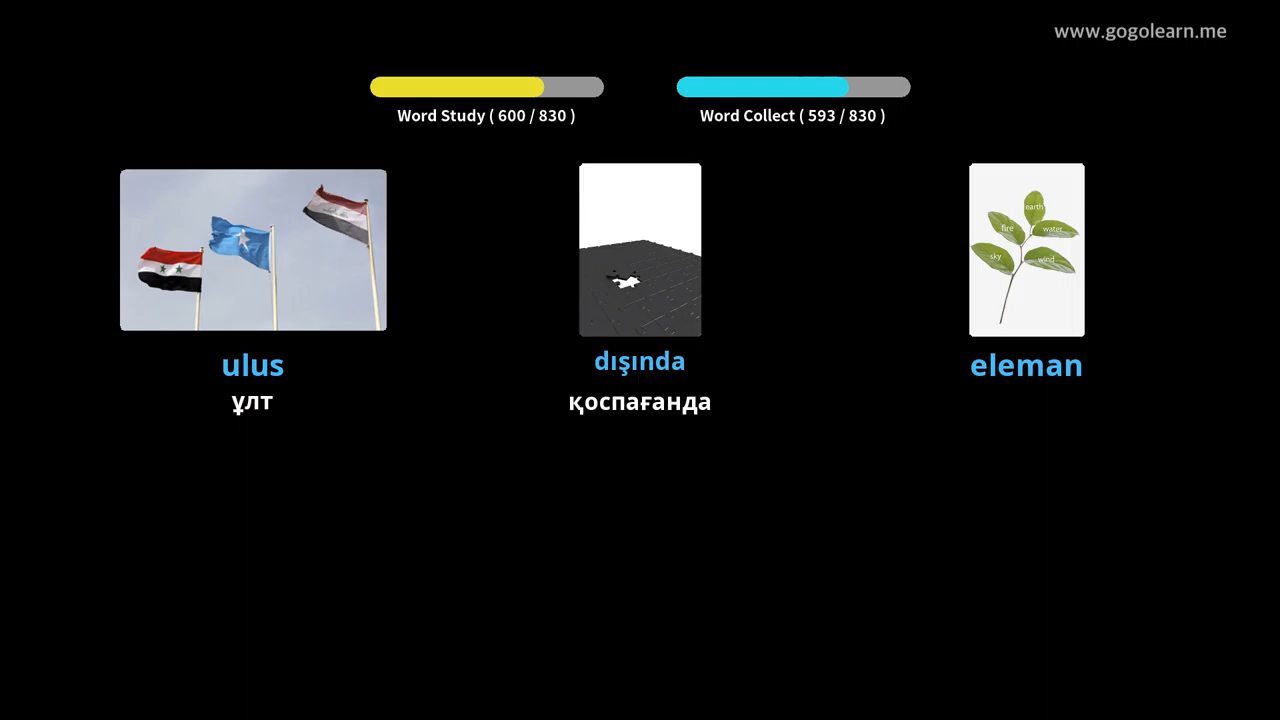 www.gogolearn.me
Word Study ( 600 / 830 )
Word Collect ( 593 / 830 )
earth
fire
water
sky
wind
ulus
dışında
eleman
ұлт
қоспағанда